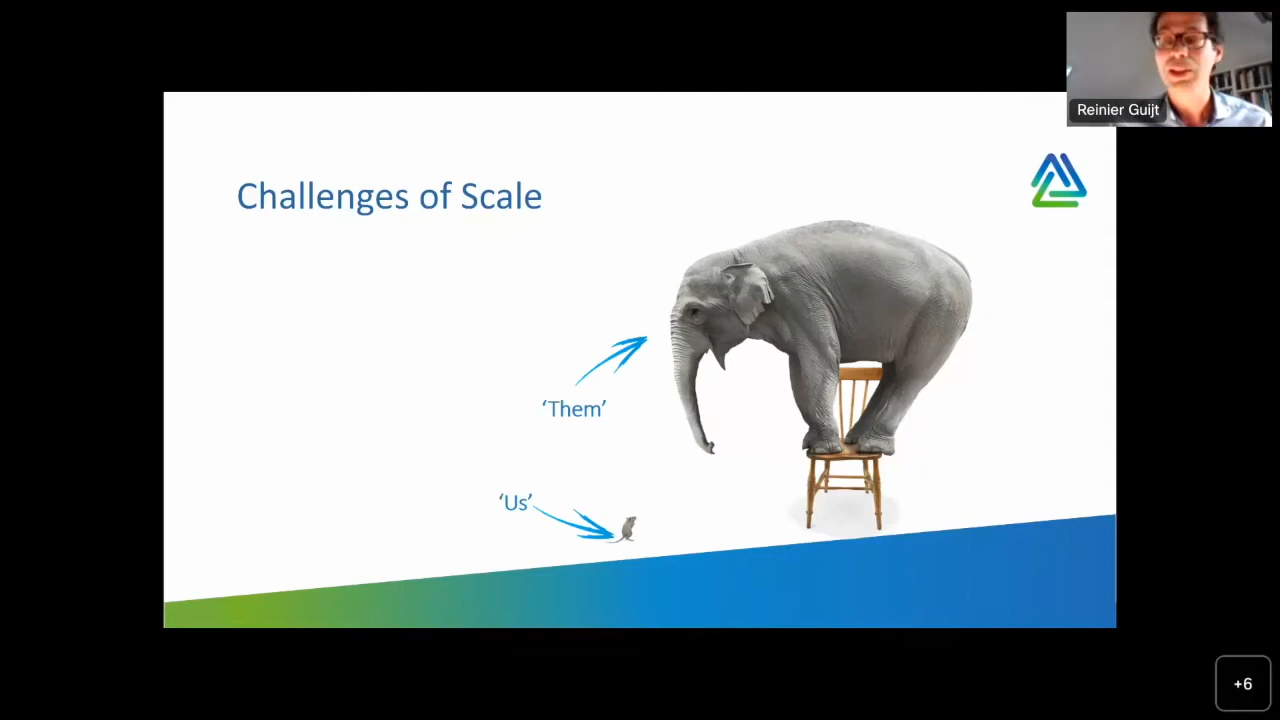 Reinier Guijt
Challenges of Scale
‘Them’
‘Us’
+6